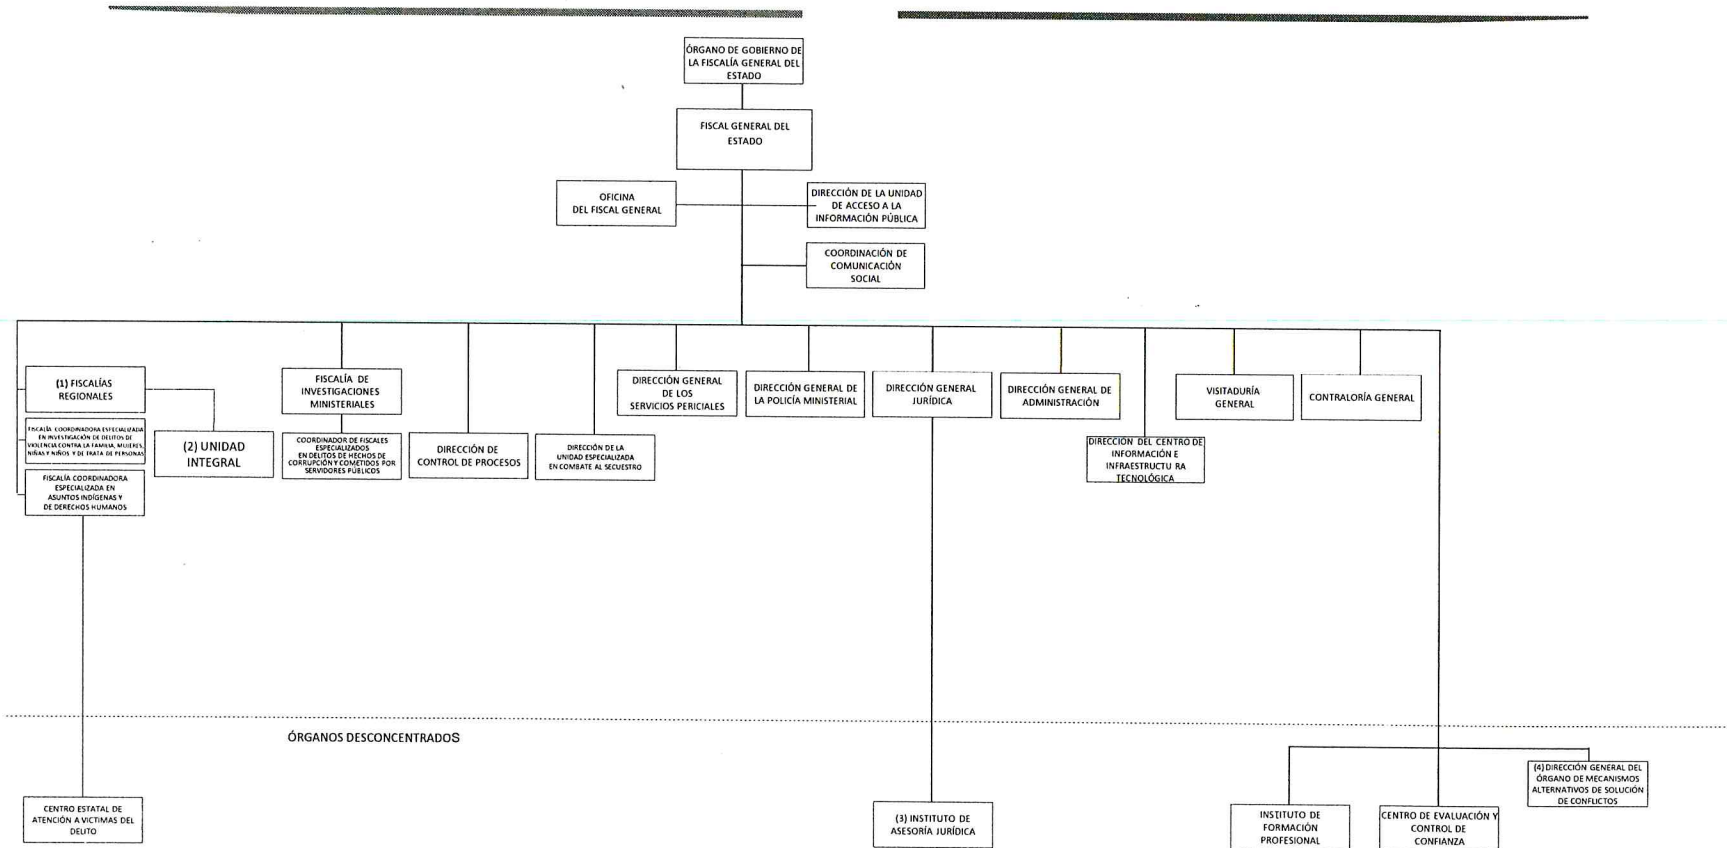 ÓRGANO DE GOBIERNO DE
LA FISCALÍA GENERAL DEL
ESTADO
FISCAL GENERAL DEL
ESTADO
OFICINA
DEL FISCAL GENERAL
DIRECCIÓN DE LA UNIDAD
DE ACCESO A LA
INFORMACIÓN PÚBLICA
COORDINACIÓN DE
COMUNICACIÓN
SOCIAL
(1) FISCALÍAS
REGIONALES
FISCALÍA COORDINADORA ESPECIALIZADA
EN INVESTIGACIÓN DE DELITOS DE
VIOLENCIA CONTRA LA FAMILIA, MUJERES,
NIÑAS Y NIÑOS Y DE TRATA DE PERSONAS
FISCALÍA COORDINADORA
ESPECIALIZADA EN
ASUNTOS INDÍGENAS Y
DE DERECHOS HUMANOS
(2) UNIDAD
INTEGRAL
FISCALÍA DE
INVESTIGACIONES
MINISTERIALES
COORDINADOR DE FISCALES
ESPECIALIZADOS
EN DELITOS DE HECHOS DE
CORRUPCIÓN Y COMETIDOS POR
SERVIDORES PÚBLICOS
DIRECCIÓN DE
CONTROL DE PROCESOS
DIRECCIÓN DE LA
UNIDAD ESPECIALIZADA
EN COMBATE AL SECUESTRO
DIRECCIÓN GENERAL
DE LOS
SERVICIOS PERICIALES
DIRECCIÓN GENERAL DE
LA POLICÍA MINISTERIAL
DIRECCIÓN GENERAL
JURÍDICA
DIRECCIÓN GENERAL DE
ADMINISTRACIÓN
DIRECCIÓN DEL CENTRO DE
INFORMACIÓN E
INFRAESTRUCTU RA
TECNOLÓGICA
VISITADURÍA
GENERAL
CONTRALORÍA GENERAL
ÓRGANOS DESCONCENTRADOS
CENTRO ESTATAL DE
ATENCIÓN A VICTIMAS DEL
DELITO
(3) INSTITUTO DE
ASESORÍA JURÍDICA
INSTITUTO DE
FORMACIÓN
PROFESIONAL
CENTRO DE EVALUACIÓN Y
CONTROL DE
CONFIANZA
(4) DIRECCIÓN GENERAL DEL
ÓRGANO DE MECANISMOS
ALTERNATIVOS DE SOLUCIÓN
DE CONFLICTOS